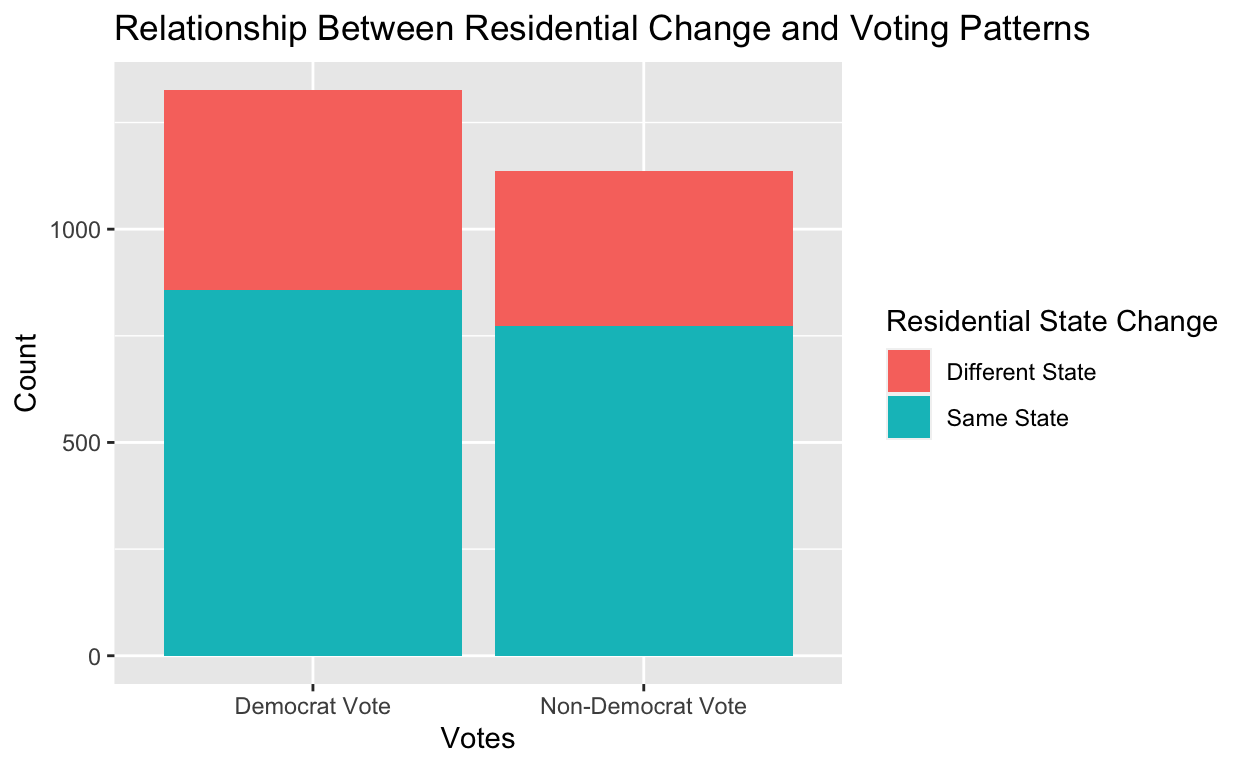 Relationship Between Residential Change and Voting Patterns
Count
1000
500
0
Democrat Vote
Non-Democrat Vote
Votes
Residential State Change
Different State
Same State